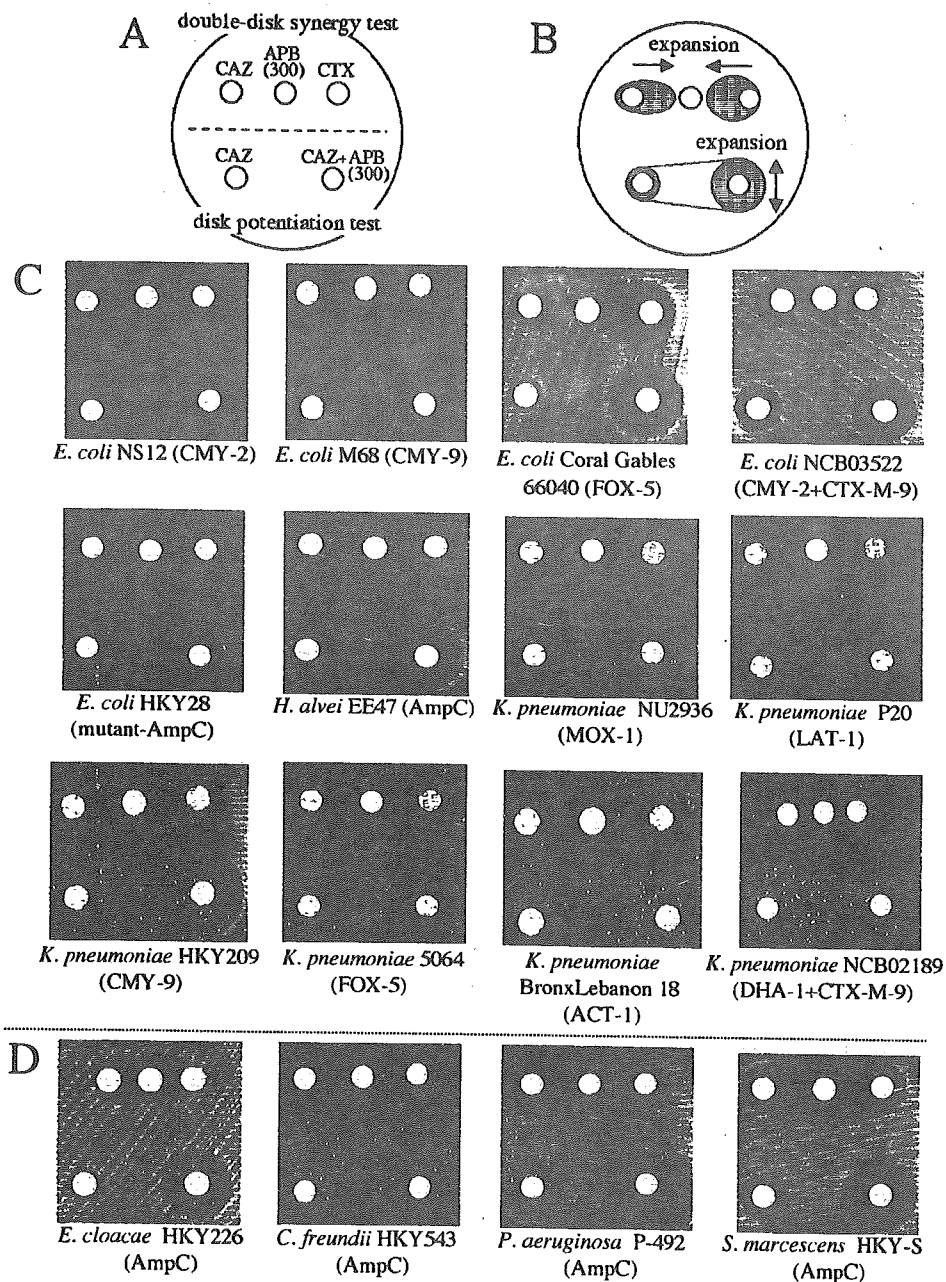 A
double-disk synergy test
CAZ
APB
(300)
CTX
CAZ
CAZ+APB
(300)
disk potentiation test
B
expansion
expansion
C
E. coli NS12 (CMY-2)
E. coli M68 (CMY-9)
E. coli Coral Gables
66040 (FOX-5)
E. coli NCB03522
(CMY-2+CTX-M-9)
E. coli HKY28
(mutant-AmpC)
H. alvei EE47 (AmpC)
K. pneumoniae NU2936
(MOX-1)
K. pneumoniae P20
(LAT-1)
K. pneumoniae HKY209
(CMY-9)
K. pneumoniae 5064
(FOX-5)
K. pneumoniae
BronxLebanon 18
(ACT-1)
K. pneumoniae NCB02189
(DHA-1+CTX-M-9)
D
E. cloacae HKY226
(AmpC)
C. freundii HKY543
(AmpC)
P. aeruginosa P-492
(AmpC)
S. marcescens HKY-S
(AmpC)